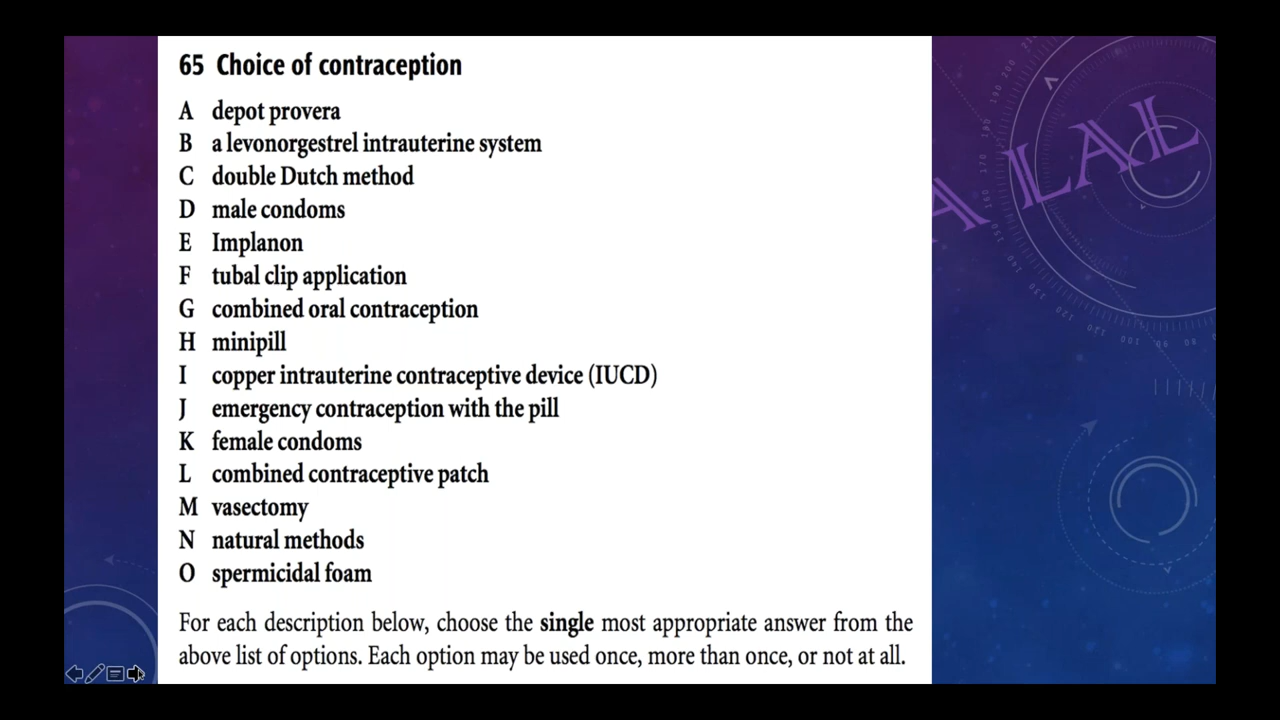 65 Choice of contraception
A depot provera
B a levonorgestrel intrauterine system
C double Dutch method
D male condoms
E Implanon
F tubal clip application
G combined oral contraception
H minipill
I copper intrauterine contraceptive device (IUCD)
J emergency contraception with the pill
K female condoms
L combined contraceptive patch
M vasectomy
N natural methods
O spermicidal foam
For each description below, choose the single most appropriate answer from the
above list of options. Each option may be used once, more than once, or not at all.
A LAL